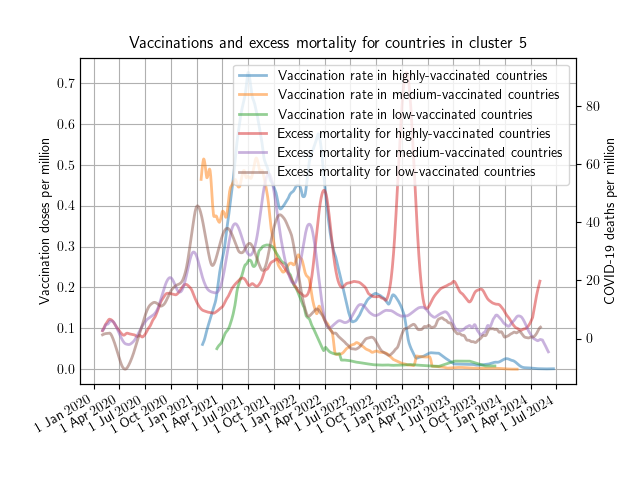 Vaccinations and excess mortality for countries in cluster 5
Vaccination rate in highly-vaccinated countries
Vaccination rate in medium-vaccinated countries
Vaccination rate in low-vaccinated countries
Excess mortality for highly-vaccinated countries
Excess mortality for medium-vaccinated countries
Excess mortality for low-vaccinated countries
Vaccination doses per million
0.7
0.6
0.5
0.4
0.3
0.2
0.1
0.0
COVID-19 deaths per million
80
60
40
20
0
1 Jan 2020
1 Apr 2020
1 Jul 2020
1 Oct 2020
1 Jan 2021
1 Apr 2021
1 Jul 2021
1 Oct 2021
1 Jan 2022
1 Apr 2022
1 Jul 2022
1 Oct 2022
1 Jan 2023
1 Apr 2023
1 Jul 2023
1 Oct 2023
1 Jan 2024
1 Apr 2024
1 Jul 2024